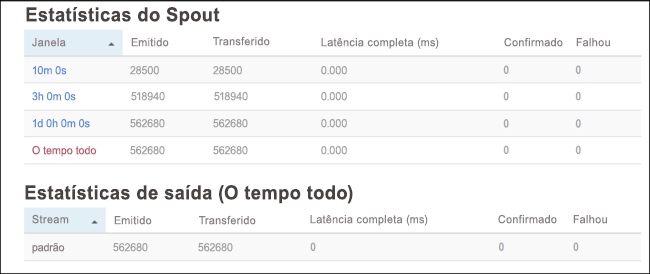 Estatísticas do Spout
Janela Emitido Transferido Latência completa (ms) Confirmado Falhou
10m 0s 28500 28500 0.000 0 0
3h 0m 0s 518940 518940 0.000 0 0
1d 0h 0m 0s 562680 562680 0.000 0 0
O tempo todo 562680 562680 0.000 0 0
Estatísticas de saída (O tempo todo)
Stream Emitido Transferido Latência completa (ms) Confirmado Falhou
padrão 562680 562680 0 0 0